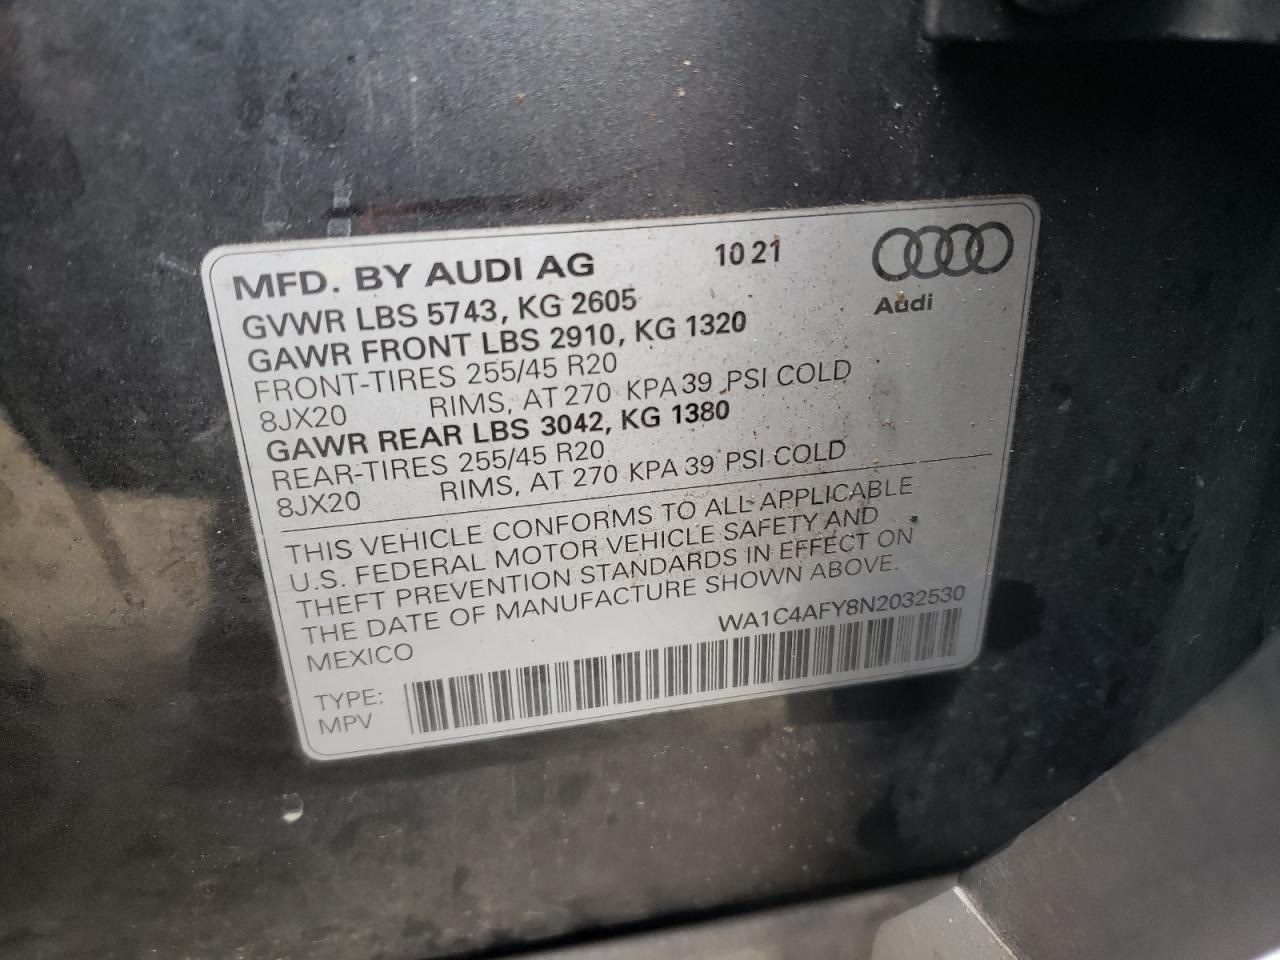 MFD. BY AUDI AG 10 21
Audi
GVWR LBS 5743, KG 2605
GAWR FRONT LBS 2910, KG 1320
FRONT-TIRES 255/45 R20
8JX20 RIMS, AT 270 KPA 39 PSI COLD
GAWR REAR LBS 3042, KG 1380
REAR-TIRES 255/45 R20
8JX20 RIMS, AT 270 KPA 39 PSI COLD
THIS VEHICLE CONFORMS TO ALL APPLICABLE
U.S. FEDERAL MOTOR VEHICLE SAFETY AND
THEFT PREVENTION STANDARDS IN EFFECT ON
THE DATE OF MANUFACTURE SHOWN ABOVE.
MEXICO WA1C4AFY8N2032530
TYPE:
MPV